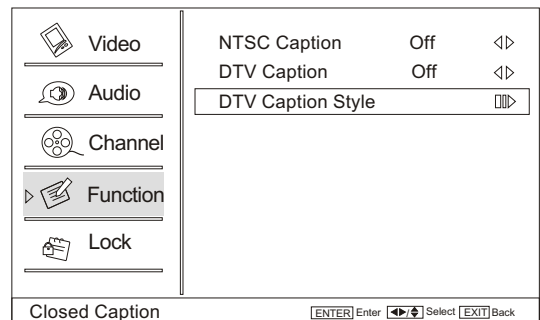 Video
Audio
Channel
Function
Lock
NTSC Caption Off
DTV Caption Off
DTV Caption Style
Closed Caption
ENTER Enter Select EXIT Back